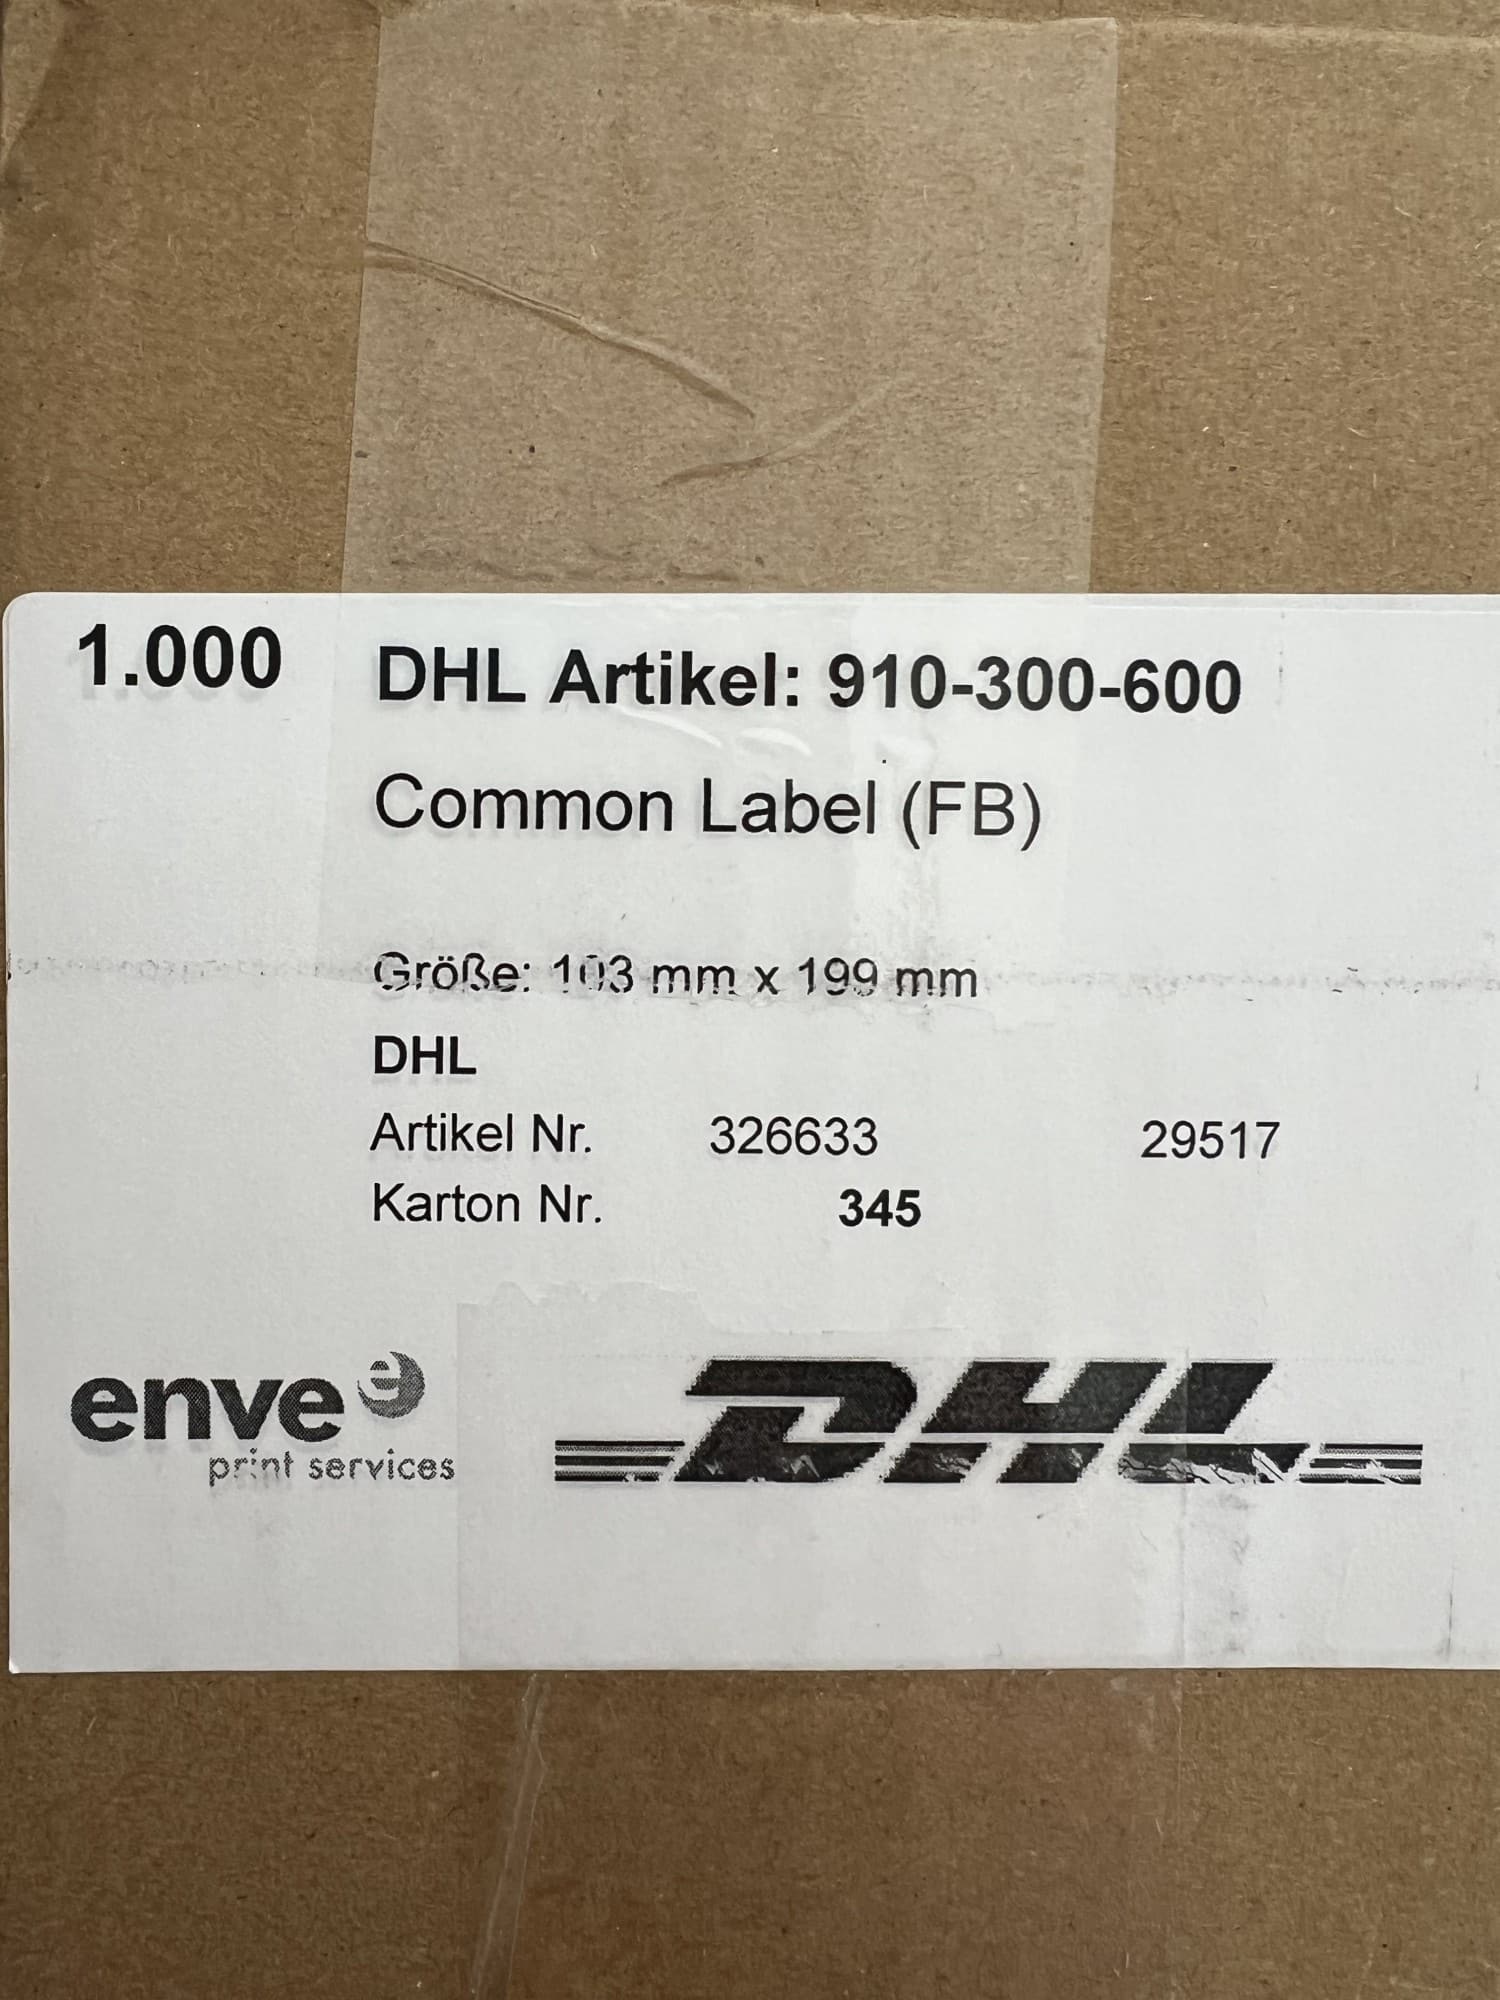 1.000 DHL Artikel: 910-300-600
Common Label (FB)
Größe: 103 mm x 199 mm
DHL
Artikel Nr. 326633 29517
Karton Nr. 345
enve
print services
DHL